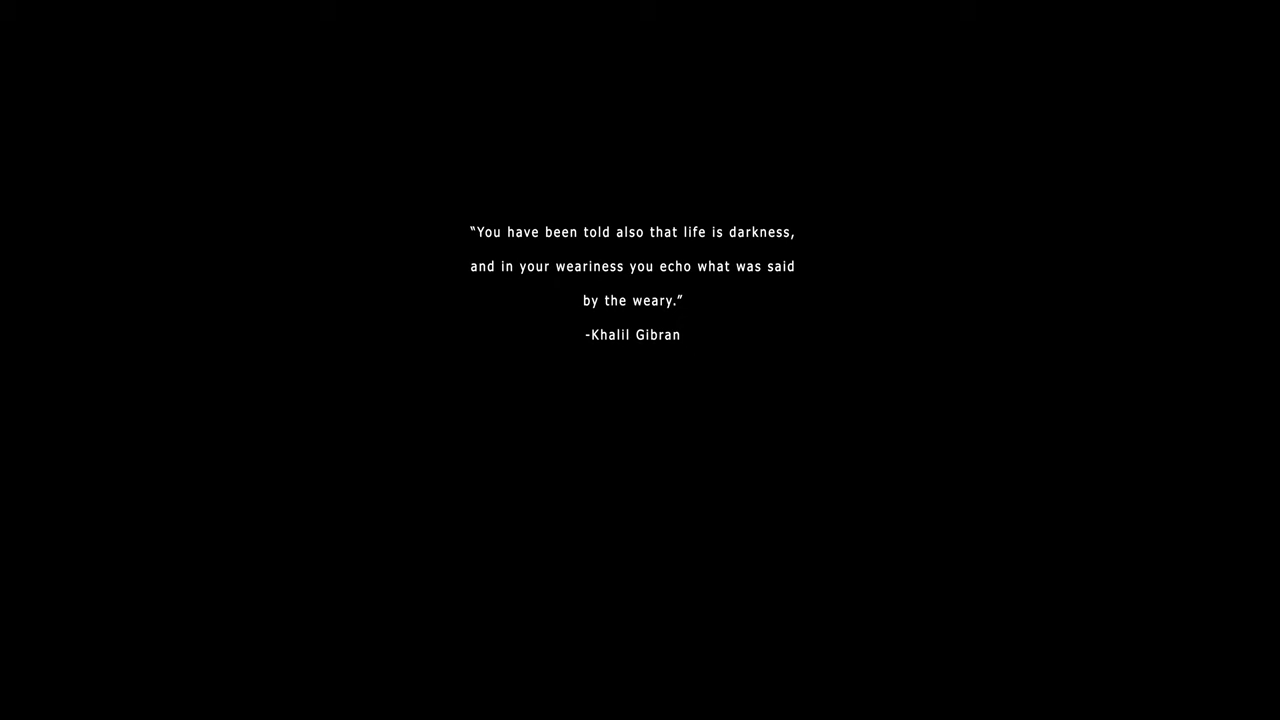 “You have been told also that life is darkness,
and in your weariness you echo what was said
by the weary.”
-Khalil Gibran